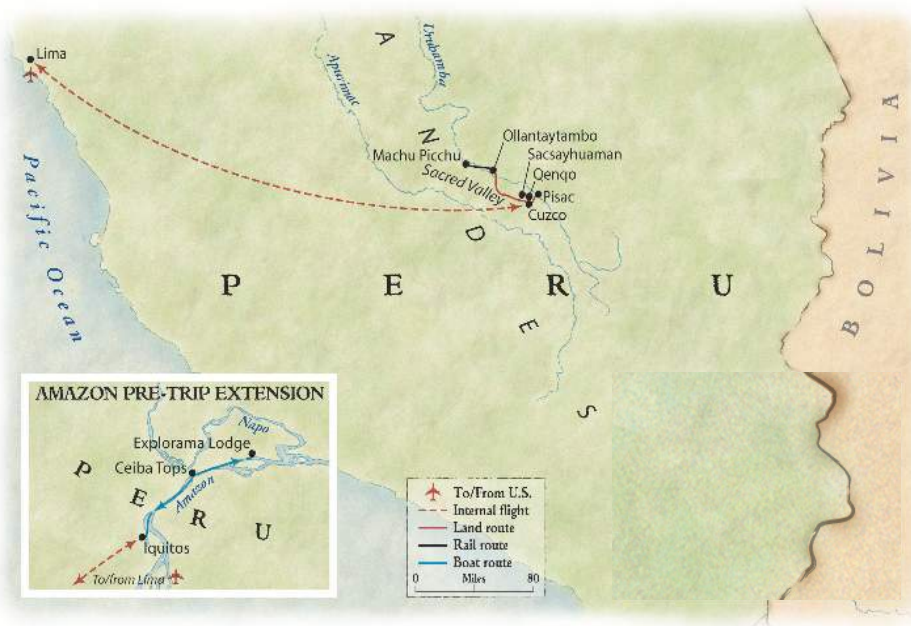 Lima
Apurimac
Urubamba
A N D E S
Ollantaytambo
Sacsayhuaman
Machu Picchu
Qenqo
Sacred Valley
Pisac
Cuzco
Pacific Ocean
P E R U
BOLIVIA
AMAZON PRE-TRIP EXTENSION
Napo
Explorama Lodge
Ceiba Tops
Amazon
P E R U
Iquitos
To/from Lima
To/From U.S.
Internal flight
Land route
Rail route
Boat route
0 Miles 80